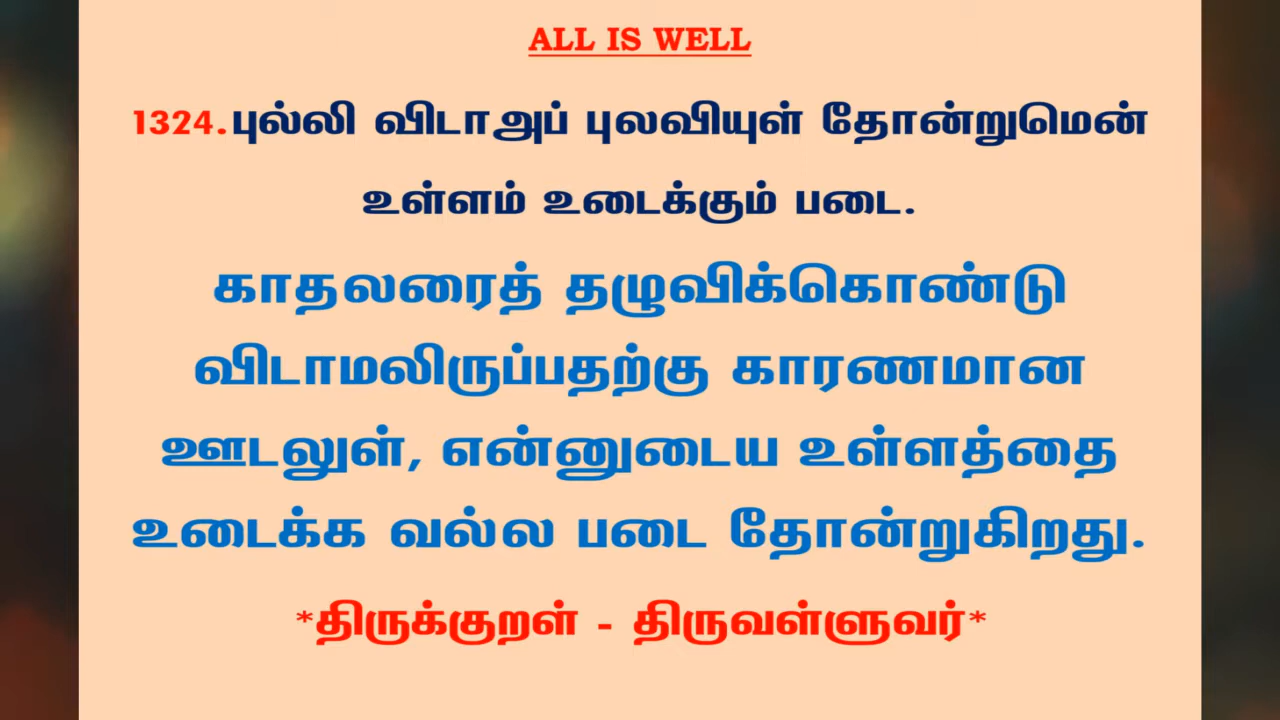 ALL IS WELL
1324.புல்லி விடாஅப் புலவியுள் தோன்றுமென்
உள்ளம் உடைக்கும் படை.
காதலரைத் தழுவிக்கொண்டு
விடாமலிருப்பதற்கு காரணமான
ஊடலுள், என்னுடைய உள்ளத்தை
உடைக்க வல்ல படை தோன்றுகிறது.
*திருக்குறள் - திருவள்ளுவர்*